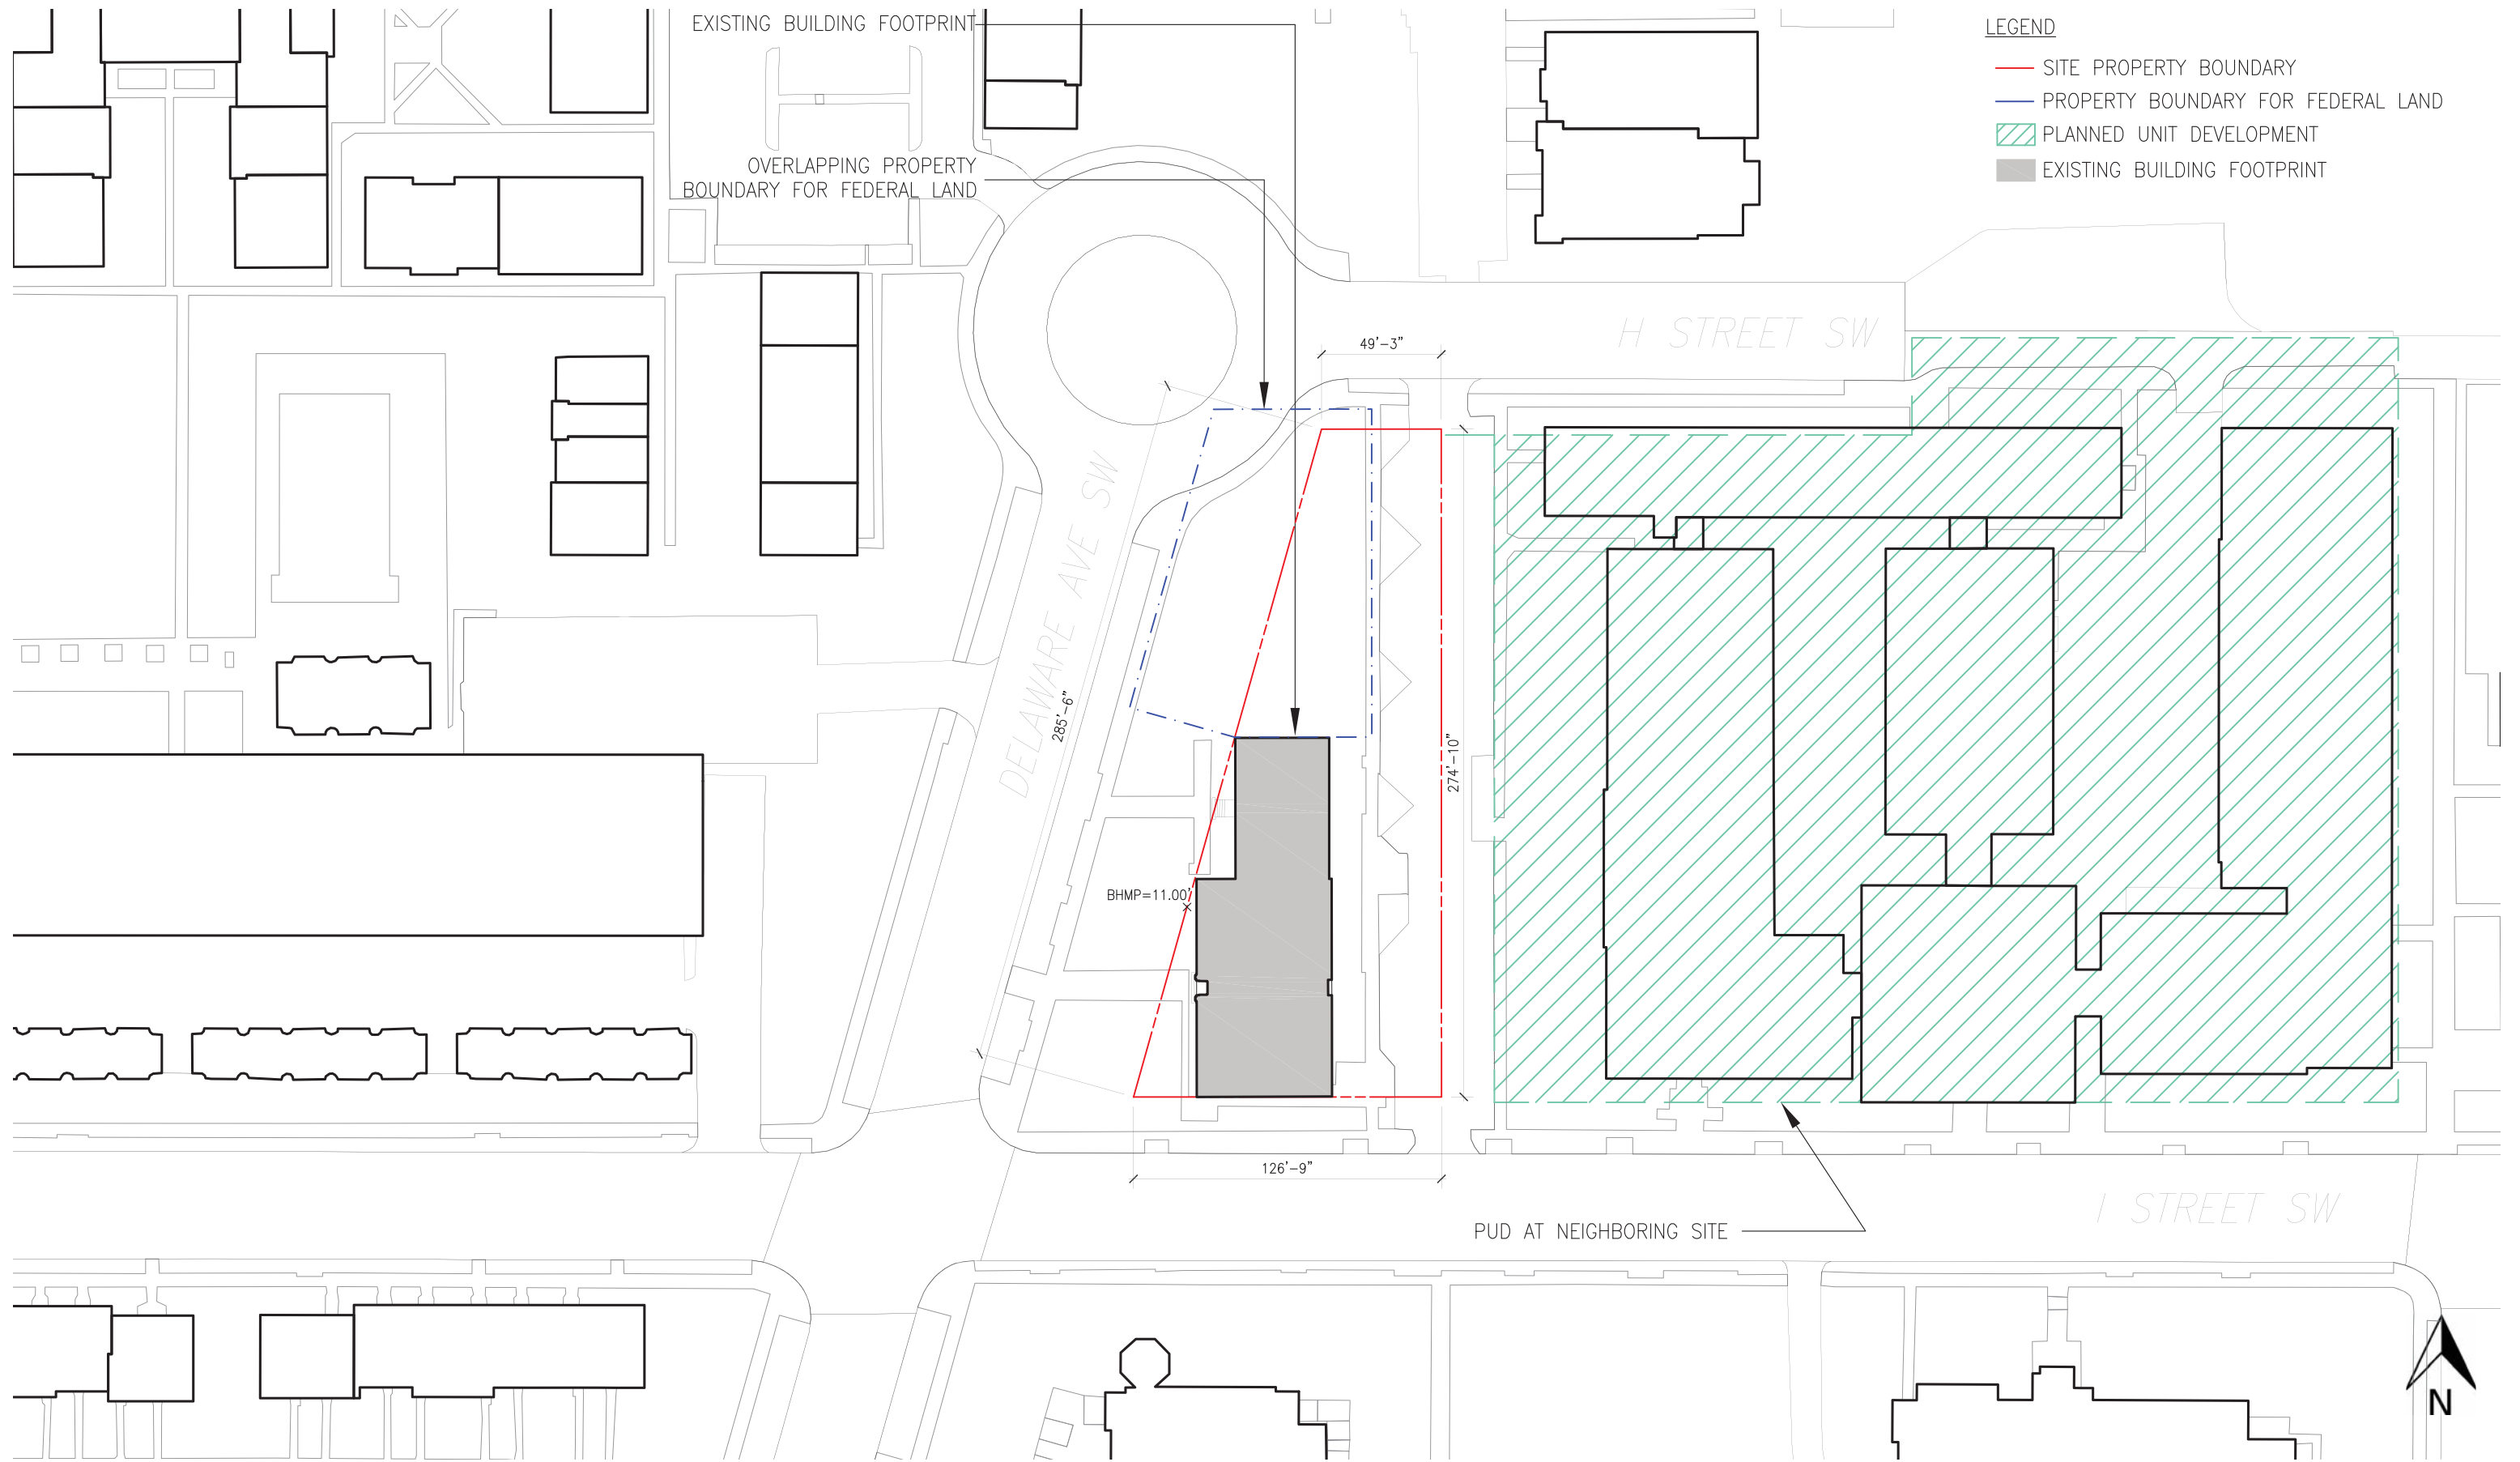 EXISTING BUILDING FOOTPRINT
LEGEND
SITE PROPERTY BOUNDARY
PROPERTY BOUNDARY FOR FEDERAL LAND
PLANNED UNIT DEVELOPMENT
EXISTING BUILDING FOOTPRINT
OVERLAPPING PROPERTY
BOUNDARY FOR FEDERAL LAND
H STREET SW
49'-3"
DELAWARE AVE SW
285'-6"
274'-10"
BHMP=11.00'
126'-9"
PUD AT NEIGHBORING SITE
I STREET SW
N